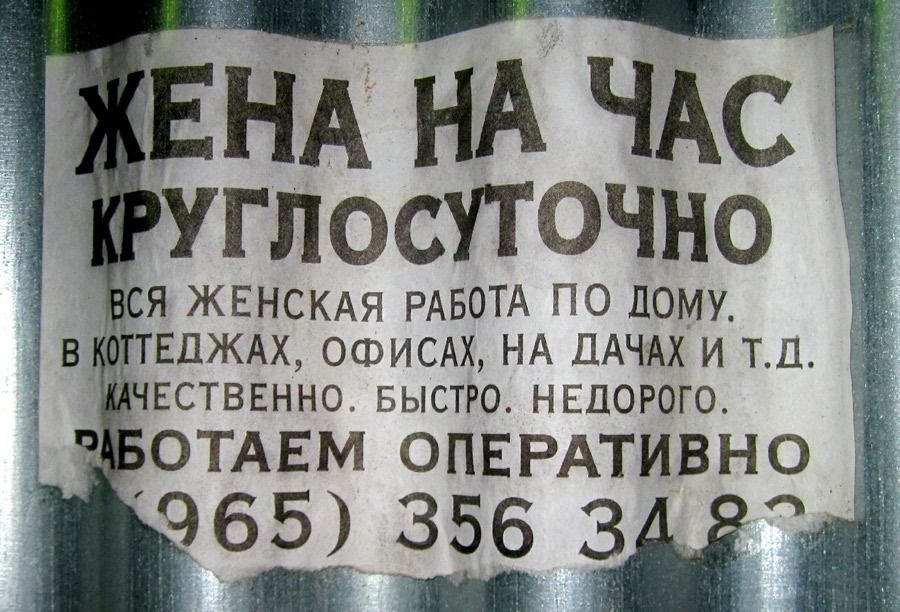 ЖЕНА НА ЧАС
КРУГЛОСУТОЧНО
ВСЯ ЖЕНСКАЯ РАБОТА ПО ДОМУ.
В КОТТЕДЖАХ, ОФИСАХ, НА ДАЧАХ И Т.Д.
КАЧЕСТВЕННО. БЫСТРО. НЕДОРОГО.
РАБОТАЕМ ОПЕРАТИВНО
(965) 356 34